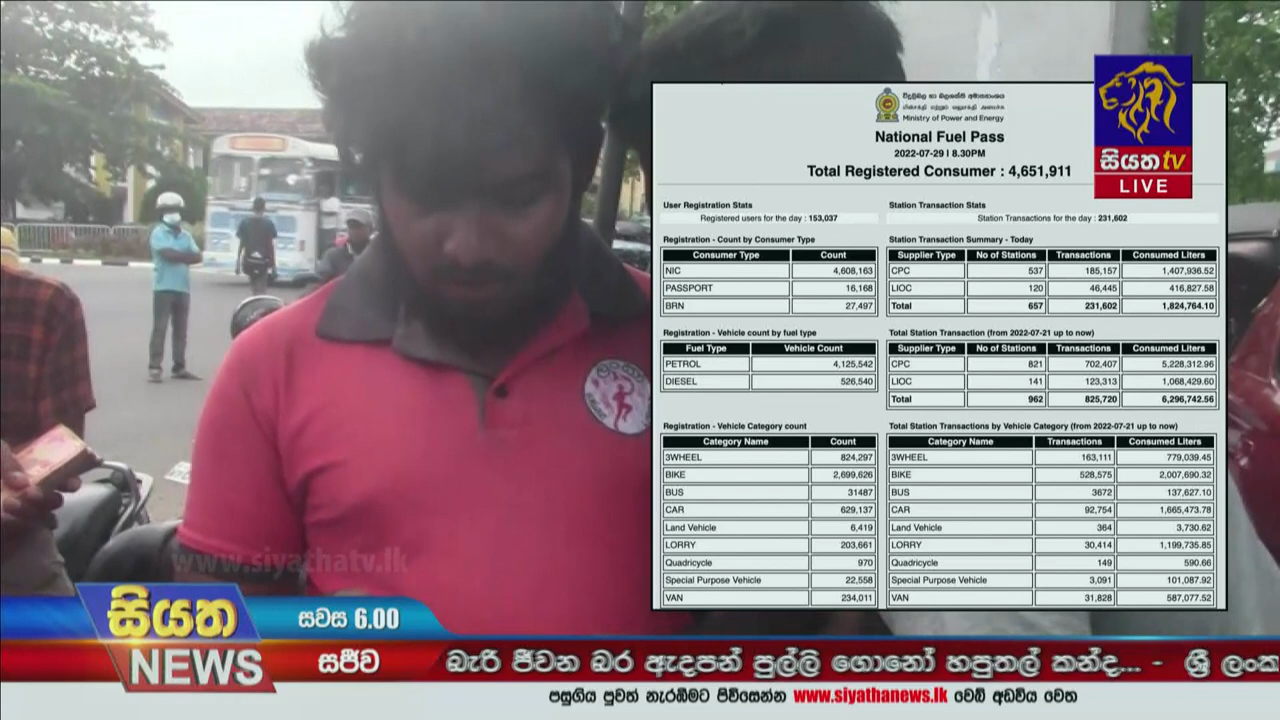 විදුලිබල හා බලශක්ති අමාත්‍යාංශය
Ministry of Power and Energy
National Fuel Pass
2022-07-29 | 8.30PM
Total Registered Consumer : 4,651,911
සියත tv
LIVE
User Registration Stats
Registered users for the day : 153,037
Registration - Count by Consumer Type
Consumer Type Count
NIC 4,608,163
PASSPORT 16,168
BRN 27,497
Registration - Vehicle count by fuel type
Fuel Type Vehicle Count
PETROL 4,125,542
DIESEL 526,540
Registration - Vehicle Category count
Category Name Count
3WHEEL 824,297
BIKE 2,699,626
BUS 31487
CAR 629,137
Land Vehicle 6,419
LORRY 203,661
Quadricycle 970
Special Purpose Vehicle 22,558
VAN 234,011
Station Transaction Stats
Station Transactions for the day : 231,602
Station Transaction Summary - Today
Supplier Type No of Stations Transactions Consumed Liters
CPC 537 185,157 1,407,936.52
LIOC 120 46,445 416,827.58
Total 657 231,602 1,824,764.10
Total Station Transaction (from 2022-07-21 up to now)
Supplier Type No of Stations Transactions Consumed Liters
CPC 821 702,407 5,228,312.96
LIOC 141 123,313 1,068,429.60
Total 962 825,720 6,296,742.56
Total Station Transactions by Vehicle Category (from 2022-07-21 up to now)
Category Name Transactions Consumed Liters
3WHEEL 163,111 779,039.45
BIKE 528,575 2,007,690.32
BUS 3672 137,627.10
CAR 92,754 1,665,473.78
Land Vehicle 364 3,730.62
LORRY 30,414 1,199,735.85
Quadricycle 149 590.66
Special Purpose Vehicle 3,091 101,087.92
VAN 31,828 587,077.52
www.siyathatv.lk
සියත
NEWS
සවස 6.00
සජීව
බැරි ජීවන බර ඇදපන් පුල්ලි ගොනෝ හපුතල් කන්ද... - ශ්‍රී ලංක
පසුගිය පුවත් නැරඹීමට පිවිසෙන්න www.siyathanews.lk වෙබ් අඩවිය වෙත